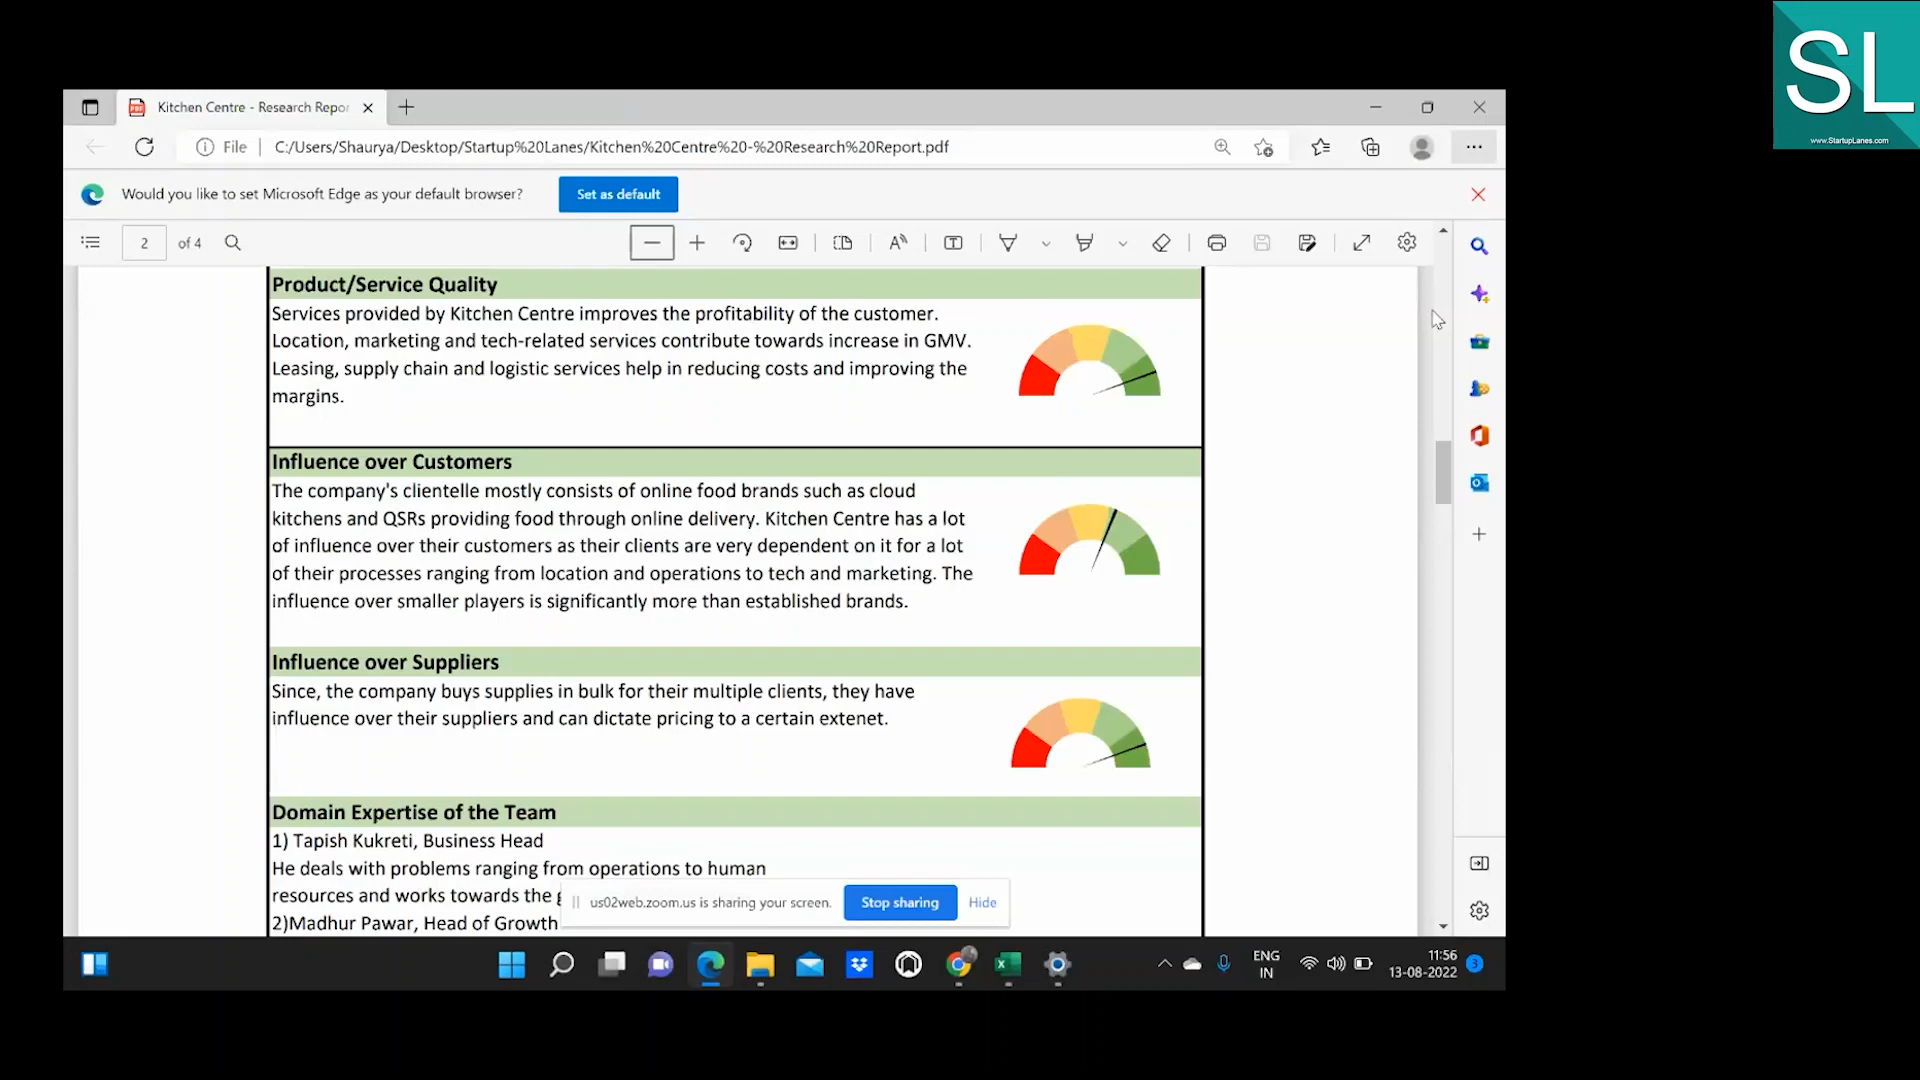 SL
www.StartupLanes.com
Kitchen Centre - Research Repor
File
C:/Users/Shaurya/Desktop/Startup%20Lanes/Kitchen%20Centre%20-%20Research%20Report.pdf
Would you like to set Microsoft Edge as your default browser?
Set as default
2 of 4
Product/Service Quality
Services provided by Kitchen Centre improves the profitability of the customer.
Location, marketing and tech-related services contribute towards increase in GMV.
Leasing, supply chain and logistic services help in reducing costs and improving the
margins.
Influence over Customers
The company's clientelle mostly consists of online food brands such as cloud
kitchens and QSRs providing food through online delivery. Kitchen Centre has a lot
of influence over their customers as their clients are very dependent on it for a lot
of their processes ranging from location and operations to tech and marketing. The
influence over smaller players is significantly more than established brands.
Influence over Suppliers
Since, the company buys supplies in bulk for their multiple clients, they have
influence over their suppliers and can dictate pricing to a certain extenet.
Domain Expertise of the Team
1) Tapish Kukreti, Business Head
He deals with problems ranging from operations to human
resources and works towards the
2)Madhur Pawar, Head of Growth
us02web.zoom.us is sharing your screen.
Stop sharing
Hide
ENG
IN
11:56
13-08-2022
3